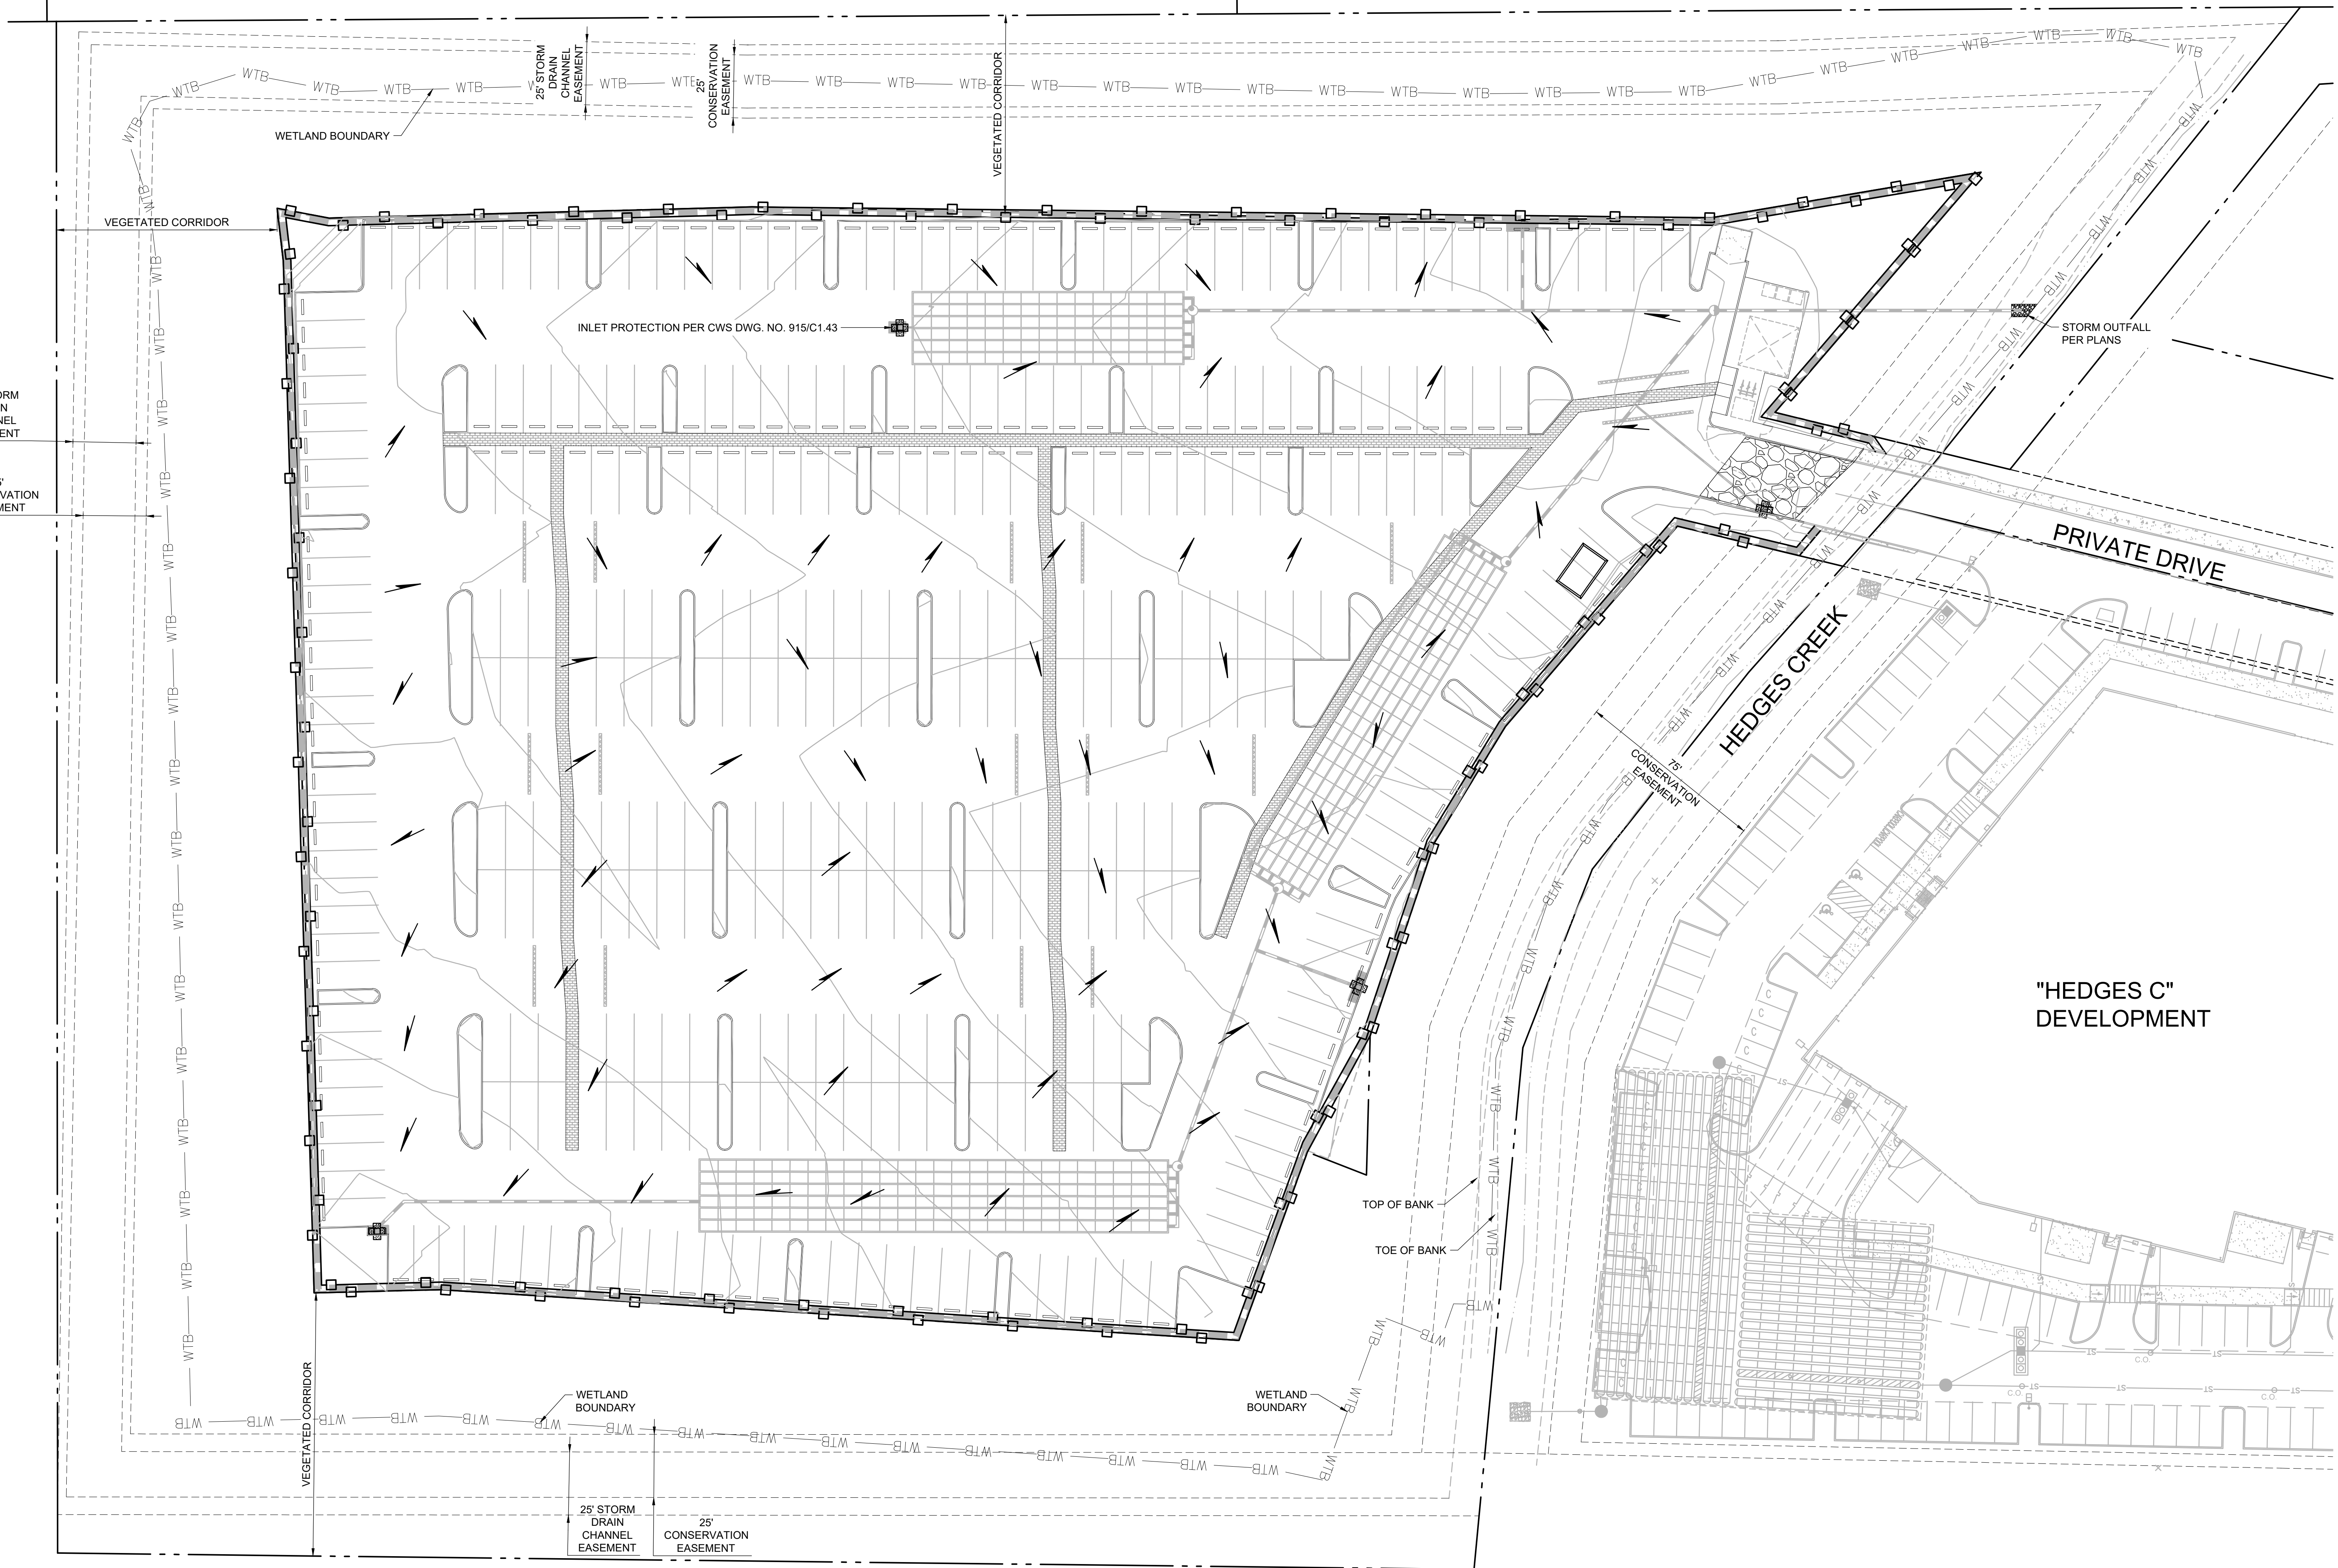 25' STORM
DRAIN
CHANNEL
EASEMENT
25'
CONSERVATION
EASEMENT
VEGETATED CORRIDOR
WETLAND BOUNDARY
VEGETATED CORRIDOR
INLET PROTECTION PER CWS DWG. NO. 915/C1.43
STORM OUTFALL
PER PLANS
PRIVATE DRIVE
HEDGES CREEK
75'
CONSERVATION
EASEMENT
"HEDGES C"
DEVELOPMENT
TOP OF BANK
TOE OF BANK
WETLAND
BOUNDARY
WETLAND
BOUNDARY
VEGETATED CORRIDOR
25' STORM
DRAIN
CHANNEL
EASEMENT
25'
CONSERVATION
EASEMENT
WTB
ST
C.O.